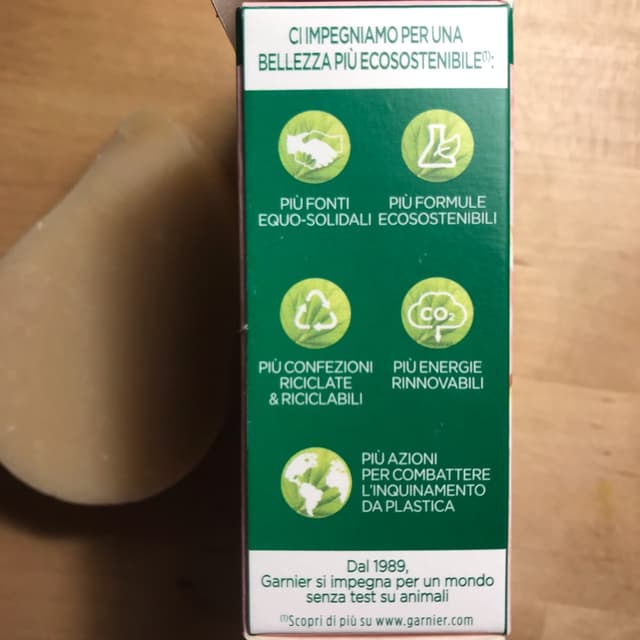 CI IMPEGNIAMO PER UNA
BELLEZZA PIÙ ECOSOSTENIBILE(1):
PIÙ FONTI
EQUO-SOLIDALI
PIÙ FORMULE
ECOSOSTENIBILI
PIÙ CONFEZIONI
RICICLATE
& RICICLABILI
CO2
PIÙ ENERGIE
RINNOVABILI
PIÙ AZIONI
PER COMBATTERE
L'INQUINAMENTO
DA PLASTICA
Dal 1989,
Garnier si impegna per un mondo
senza test su animali
(1)Scopri di più su www.garnier.com